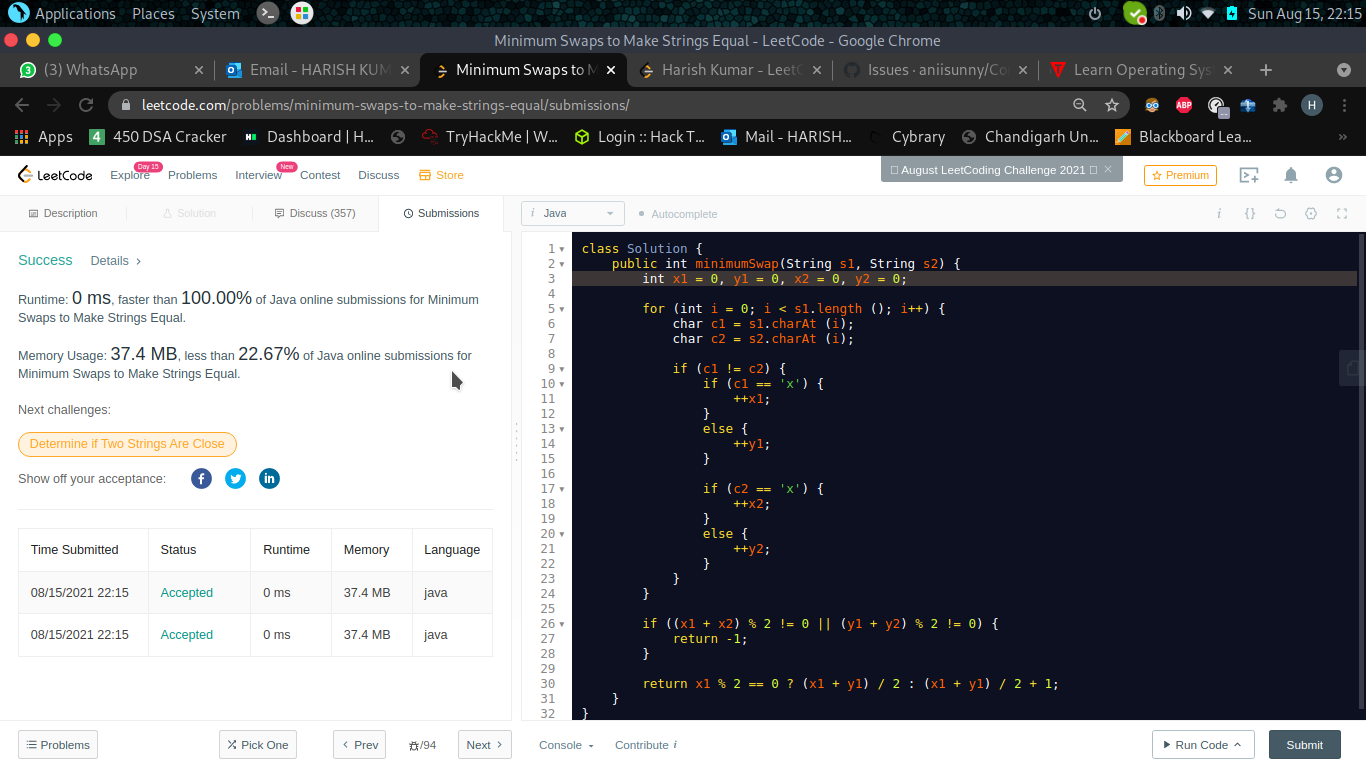 Applications Places System Sun Aug 15, 22:15
Minimum Swaps to Make Strings Equal - LeetCode - Google Chrome
3 (3) WhatsApp Email - HARISH KUM Minimum Swaps to M Harish Kumar - LeetC Issues · aniisunny/Co Learn Operating Sys
leetcode.com/problems/minimum-swaps-to-make-strings-equal/submissions/ ABP H
Apps 4 450 DSA Cracker Dashboard | H... TryHackMe | W... Login :: Hack T... Mail - HARISH... Cybrary Chandigarh Un... Blackboard Lea... »
LeetCode Explore Day 15 Problems Interview New Contest Discuss Store August LeetCoding Challenge 2021 Premium
Description Solution Discuss (357) Submissions
i Java Autocomplete i {}
Success Details
Runtime: 0 ms, faster than 100.00% of Java online submissions for Minimum
Swaps to Make Strings Equal.
Memory Usage: 37.4 MB, less than 22.67% of Java online submissions for
Minimum Swaps to Make Strings Equal.
Next challenges:
Determine if Two Strings Are Close
Show off your acceptance:
Time Submitted Status Runtime Memory Language
08/15/2021 22:15 Accepted 0 ms 37.4 MB java
08/15/2021 22:15 Accepted 0 ms 37.4 MB java
1 class Solution {
2 public int minimumSwap(String s1, String s2) {
3 int x1 = 0, y1 = 0, x2 = 0, y2 = 0;
4
5 for (int i = 0; i < s1.length (); i++) {
6 char c1 = s1.charAt (i);
7 char c2 = s2.charAt (i);
8
9 if (c1 != c2) {
10 if (c1 == 'x') {
11 ++x1;
12 }
13 else {
14 ++y1;
15 }
16
17 if (c2 == 'x') {
18 ++x2;
19 }
20 else {
21 ++y2;
22 }
23 }
24 }
25
26 if ((x1 + x2) % 2 != 0 || (y1 + y2) % 2 != 0) {
27 return -1;
28 }
29
30 return x1 % 2 == 0 ? (x1 + y1) / 2 : (x1 + y1) / 2 + 1;
31 }
32 }
Problems Pick One Prev /94 Next Console Contribute i Run Code Submit